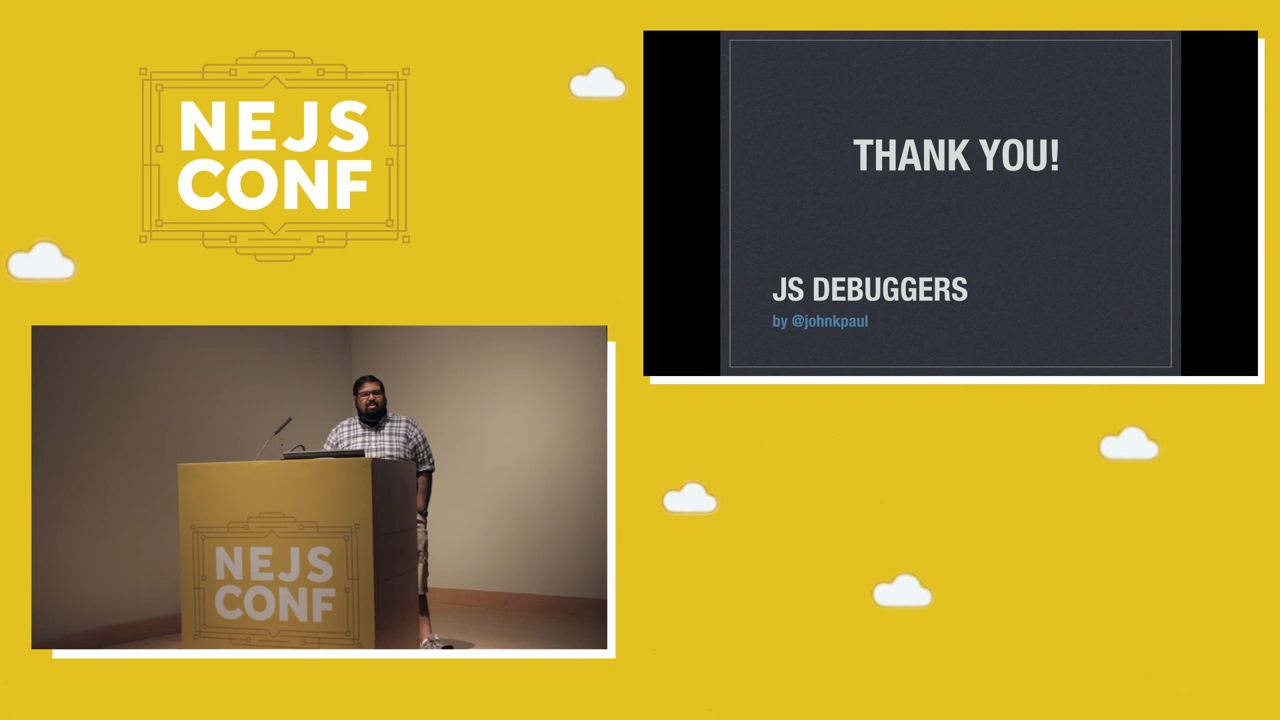 NEJS
CONF
THANK YOU!
JS DEBUGGERS
by @johnkpaul
NEJS
CONF